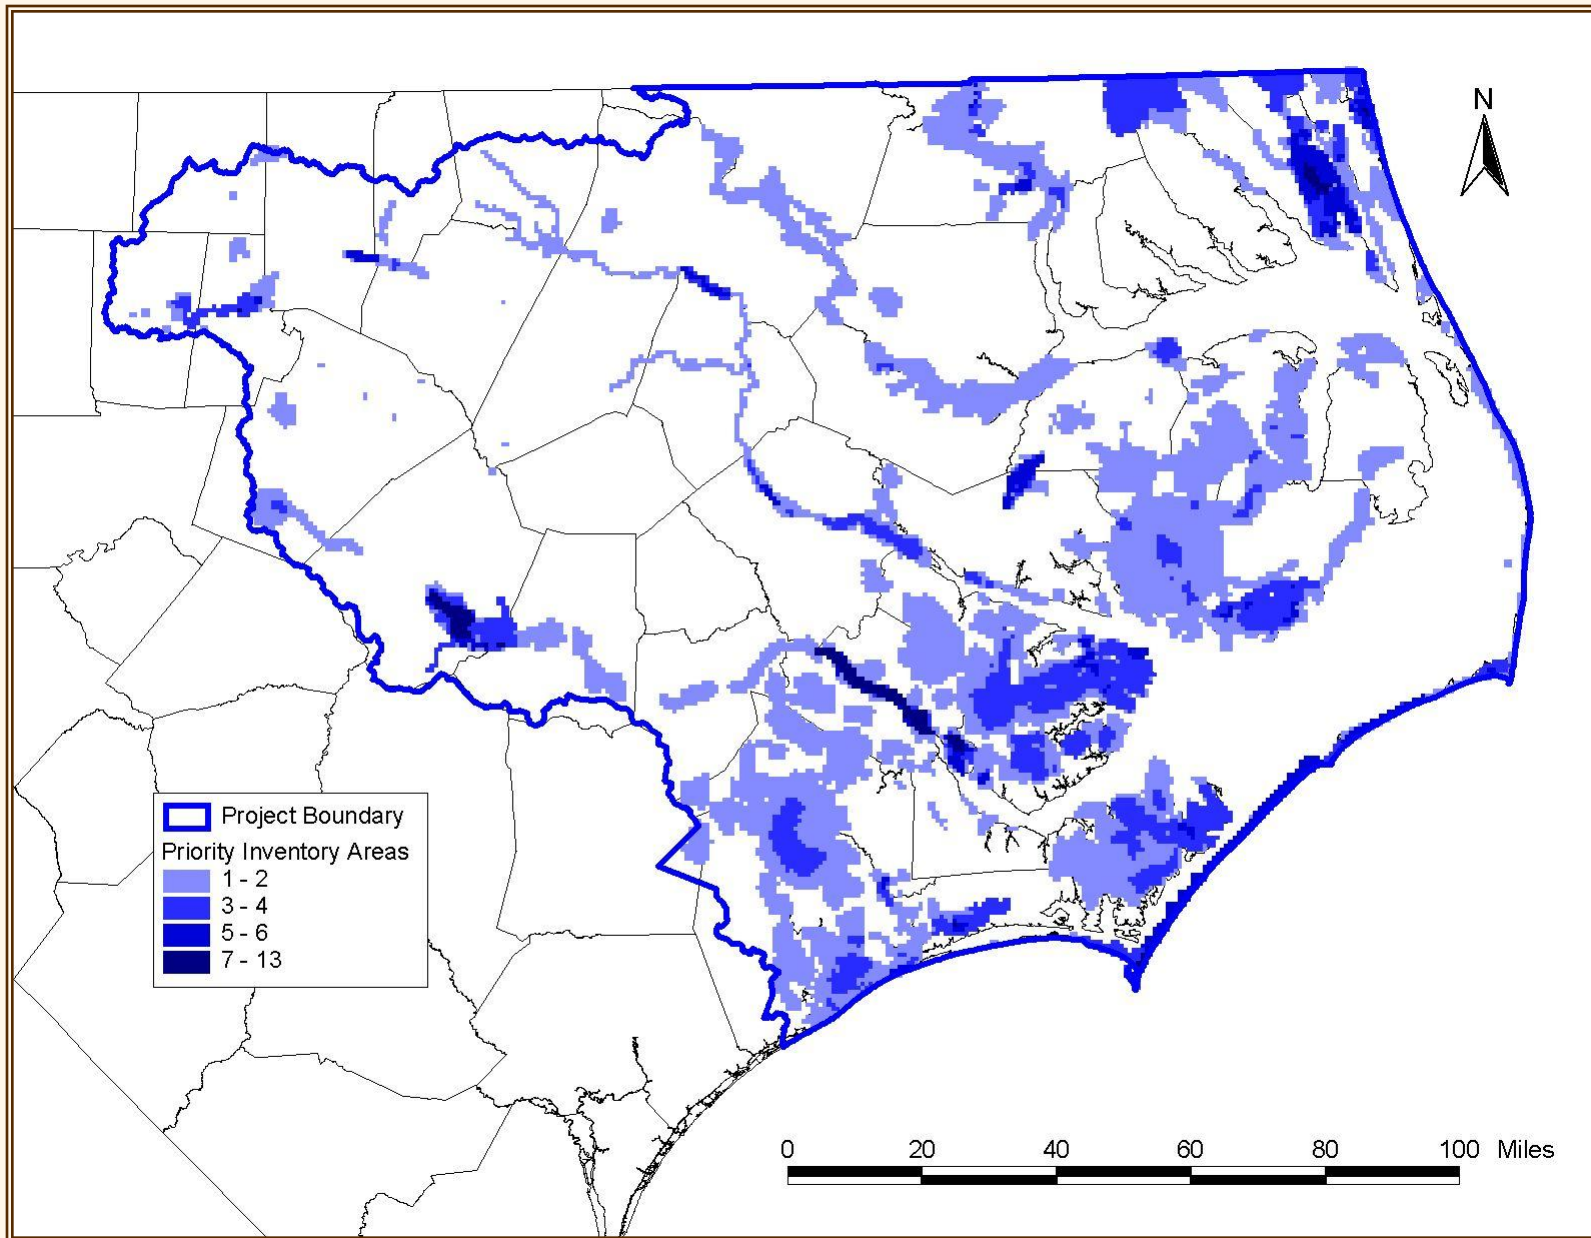 N
Project Boundary
Priority Inventory Areas
1 - 2
3 - 4
5 - 6
7 - 13
0 20 40 60 80 100 Miles